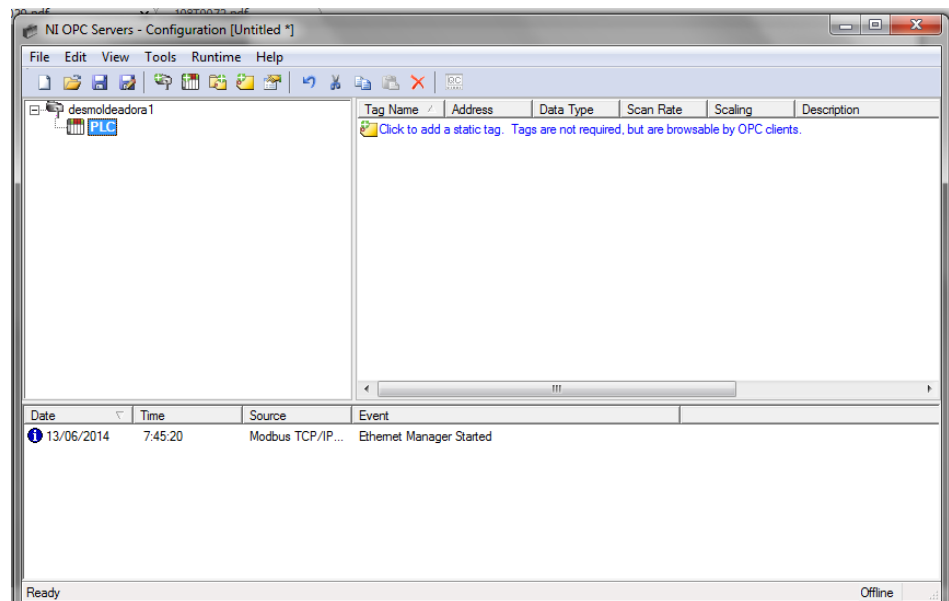 NI OPC Servers - Configuration [Untitled *]
File Edit View Tools Runtime Help
desmoldeadora1
PLC
Tag Name Address Data Type Scan Rate Scaling Description
Click to add a static tag. Tags are not required, but are browsable by OPC clients.
Date Time Source Event
13/06/2014 7:45:20 Modbus TCP/IP... Ethernet Manager Started
Ready Offline